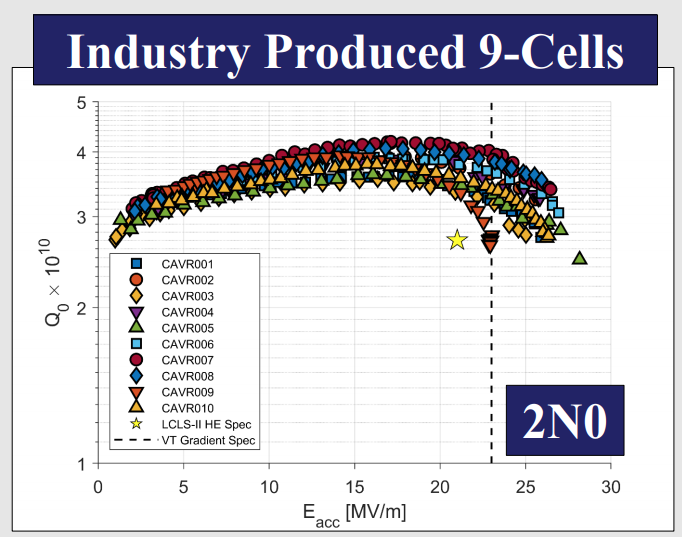 Industry Produced 9-Cells
5
4
3
2
1
Q0 × 10^10
CAVR001
CAVR002
CAVR003
CAVR004
CAVR005
CAVR006
CAVR007
CAVR008
CAVR009
CAVR010
LCLS-II HE Spec
VT Gradient Spec
2N0
0 5 10 15 20 25 30
Eacc [MV/m]